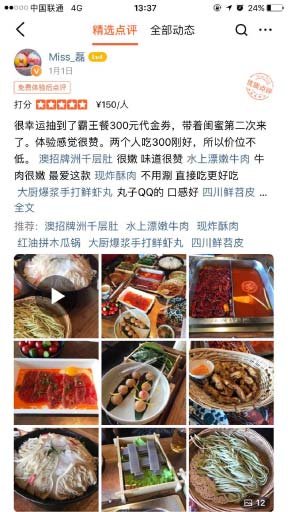 中国联通 4G 13:37 24%
精选点评 全部动态
Miss_磊 Lv4
1月1日
优质点评
免费体验后点评
打分 ¥150/人
很幸运抽到了霸王餐300元代金券，带着闺蜜第二次来
了。体验感觉很赞。两个人吃300刚好，所以价位不
低。 澳招牌洲千层肚 很嫩 味道很赞 水上漂嫩牛肉 牛
肉很嫩 最爱这款 现炸酥肉 不用涮 直接吃更好吃
大厨爆浆手打鲜虾丸 丸子QQ的 口感好 四川鲜苕皮 ...
全文
推荐： 澳招牌洲千层肚 水上漂嫩牛肉 现炸酥肉
红油拼木瓜锅 大厨爆浆手打鲜虾丸 四川鲜苕皮
12